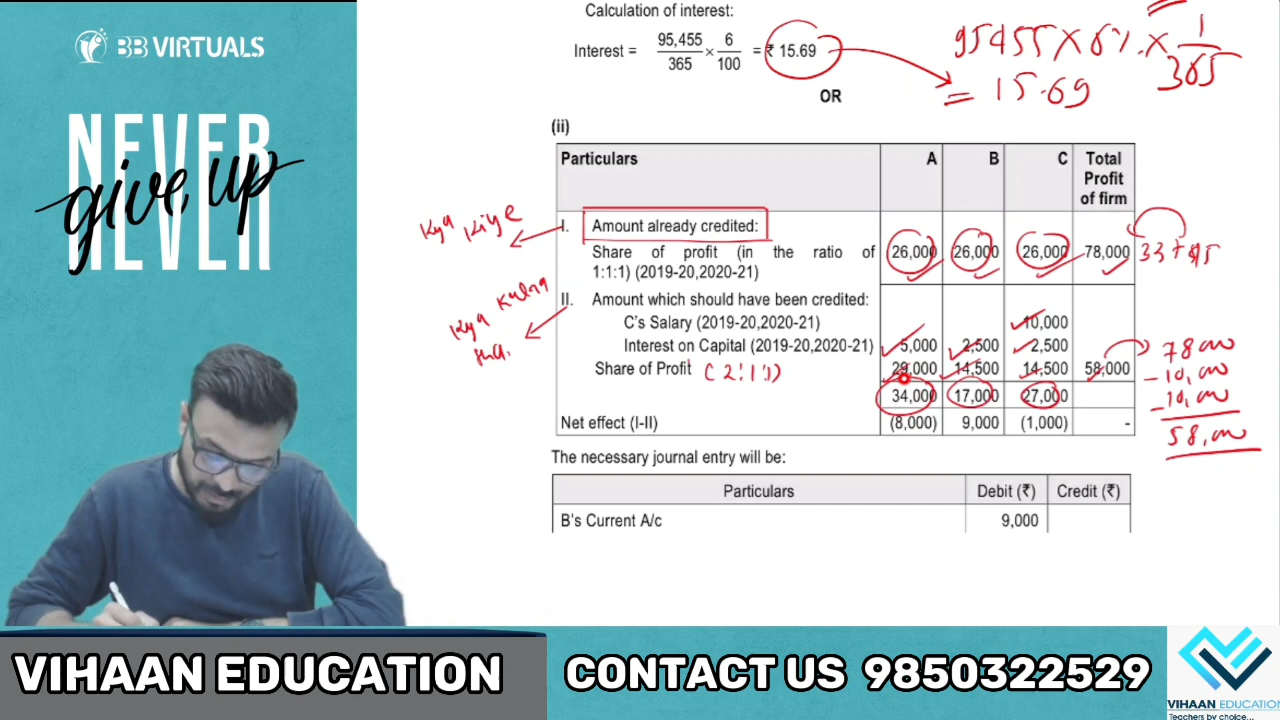 BB VIRTUALS
NEVER
give up
NEVER
Calculation of interest:
Interest = 95,455/365 × 6/100 = ₹ 15.69
95455 × 6% × 1/365
= 15.69
OR
(ii)
Particulars A B C Total Profit of firm
I. Amount already credited:
Kya Kiye
Share of profit (in the ratio of 1:1:1) (2019-20,2020-21) 26,000 26,000 26,000 78,000 33+45
II. Amount which should have been credited:
Kya Karna
C's Salary (2019-20,2020-21) 10,000
Interest on Capital (2019-20,2020-21) 5,000 2,500 2,500
Share of Profit (2:1:1) 29,000 14,500 14,500 58,000
34,000 17,000 27,000
78,000
-10,000
-10,000
58,000
Net effect (I-II) (8,000) 9,000 (1,000) -
The necessary journal entry will be:
Particulars Debit (₹) Credit (₹)
B's Current A/c 9,000
VIHAAN EDUCATION
CONTACT US 9850322529
VIHAAN EDUCATION
Teachers by choice...